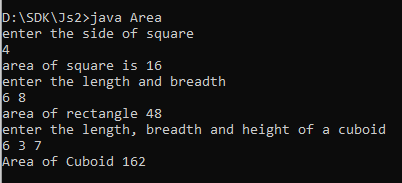 D:\SDK\Js2>java Area
enter the side of square
4
area of square is 16
enter the length and breadth
6 8
area of rectangle 48
enter the length, breadth and height of a cuboid
6 3 7
Area of Cuboid 162